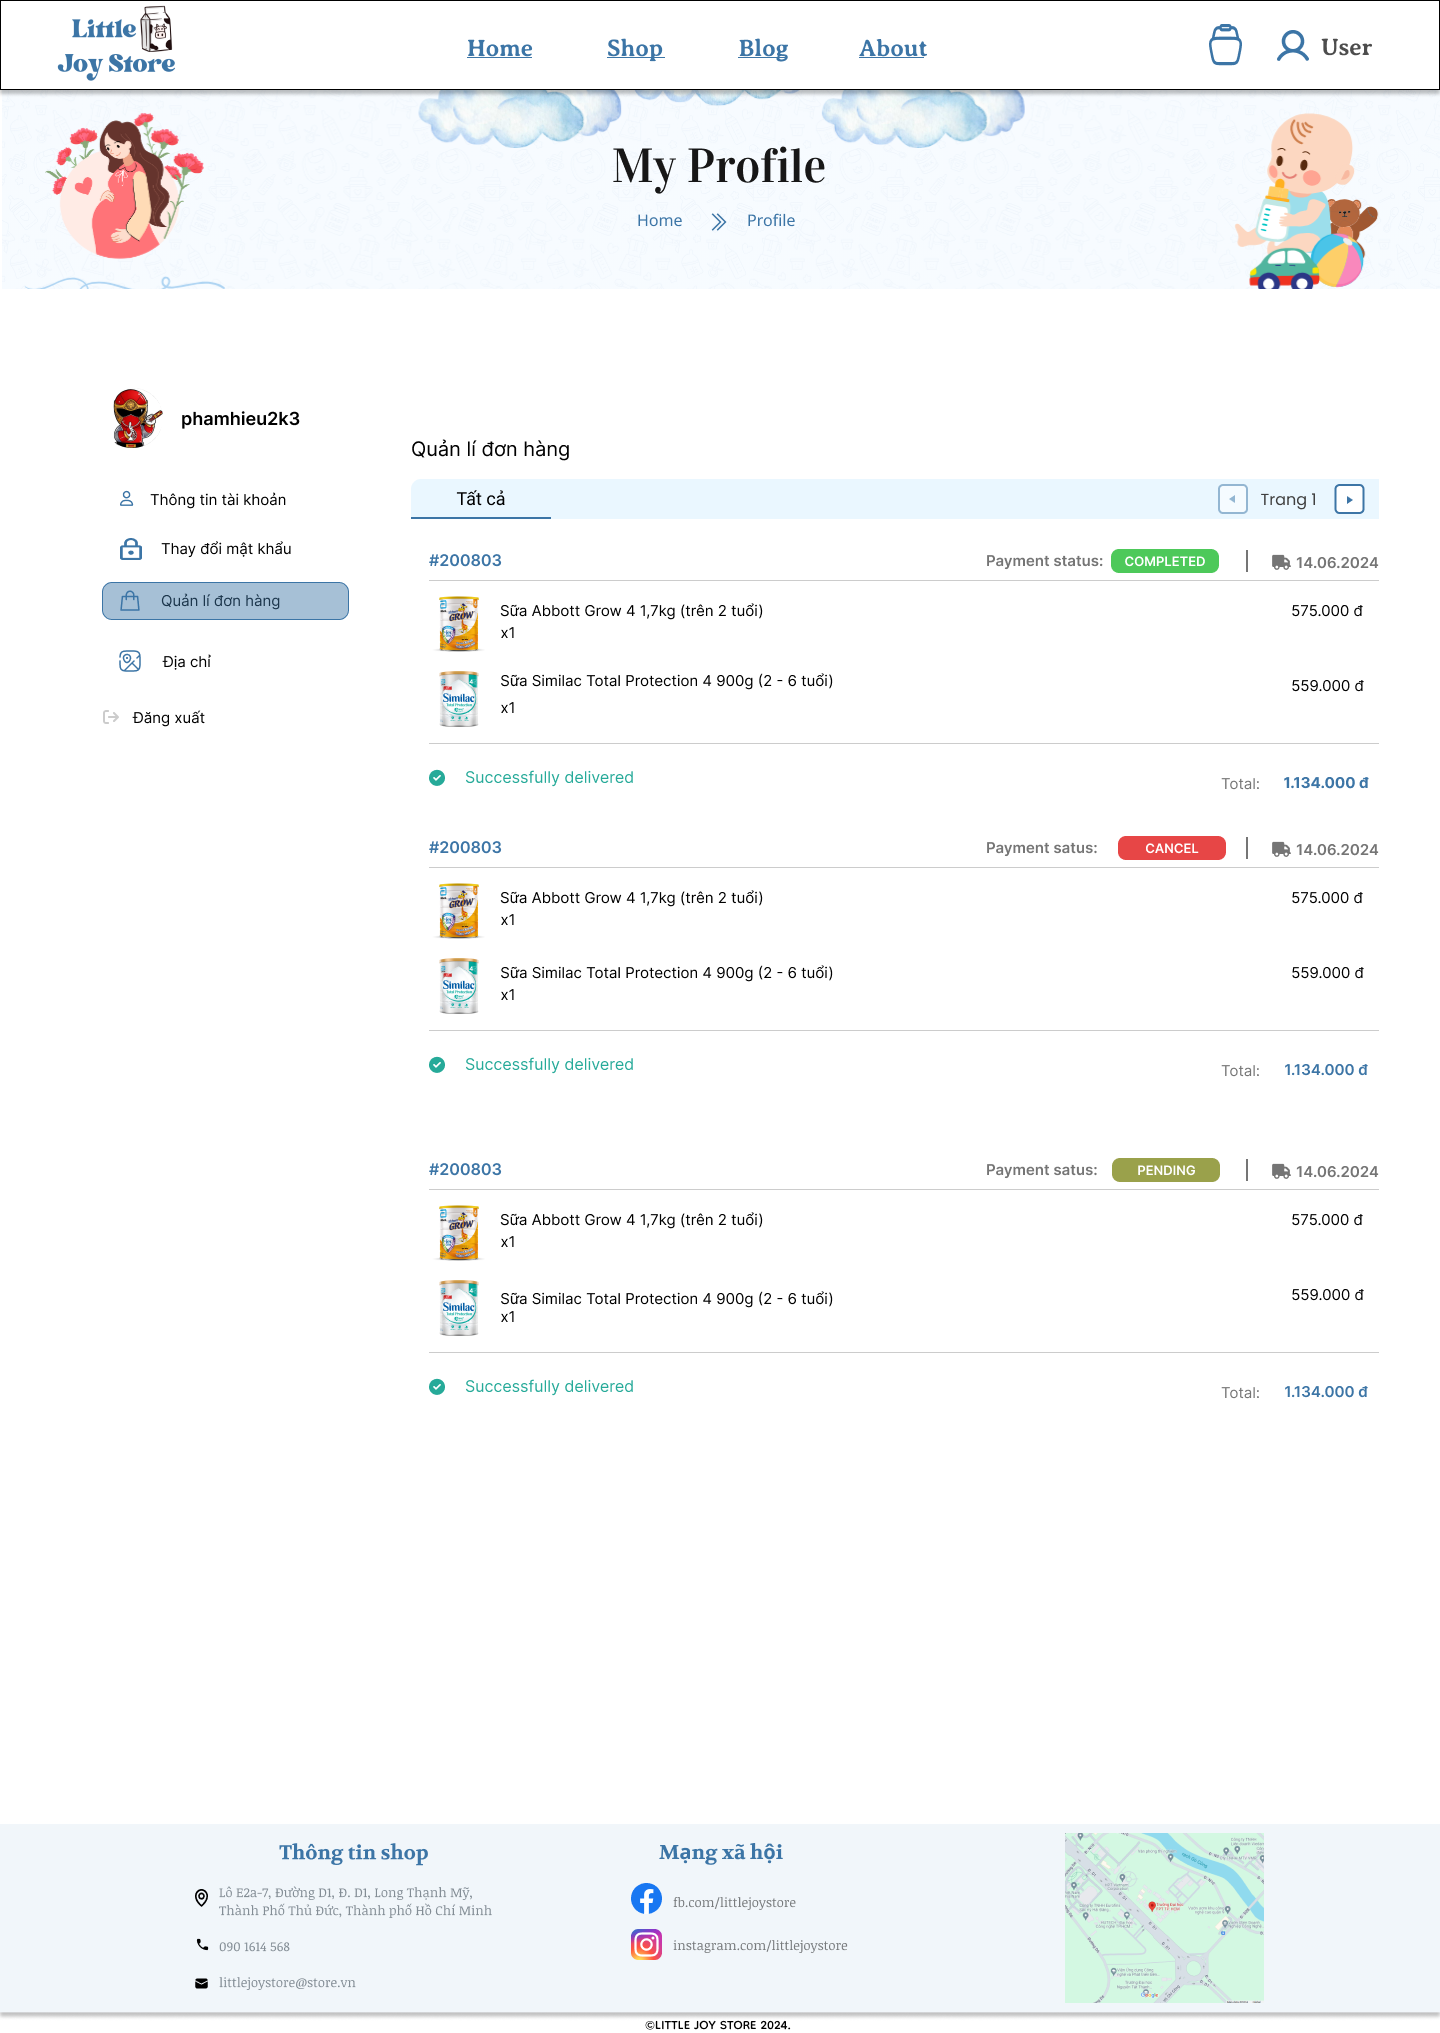 Little
Joy Store
Home
Shop
Blog
About
User
My Profile
Home
Profile
phamhieu2k3
Thông tin tài khoản
Thay đổi mật khẩu
Quản lí đơn hàng
Địa chỉ
Đăng xuất
Quản lí đơn hàng
Tất cả
Trang 1
#200803
Payment status:
COMPLETED
14.06.2024
GROW
Sữa Abbott Grow 4 1,7kg (trên 2 tuổi)
x1
575.000 đ
Similac
Sữa Similac Total Protection 4 900g (2 - 6 tuổi)
x1
559.000 đ
Successfully delivered
Total:
1.134.000 đ
#200803
Payment satus:
CANCEL
14.06.2024
GROW
Sữa Abbott Grow 4 1,7kg (trên 2 tuổi)
x1
575.000 đ
Similac
Sữa Similac Total Protection 4 900g (2 - 6 tuổi)
x1
559.000 đ
Successfully delivered
Total:
1.134.000 đ
#200803
Payment satus:
PENDING
14.06.2024
GROW
Sữa Abbott Grow 4 1,7kg (trên 2 tuổi)
x1
575.000 đ
Similac
Sữa Similac Total Protection 4 900g (2 - 6 tuổi)
x1
559.000 đ
Successfully delivered
Total:
1.134.000 đ
Thông tin shop
Lô E2a-7, Đường D1, Đ. D1, Long Thạnh Mỹ,
Thành Phố Thủ Đức, Thành phố Hồ Chí Minh
090 1614 568
littlejoystore@store.vn
Mạng xã hội
fb.com/littlejoystore
instagram.com/littlejoystore
Google
©LITTLE JOY STORE 2024.